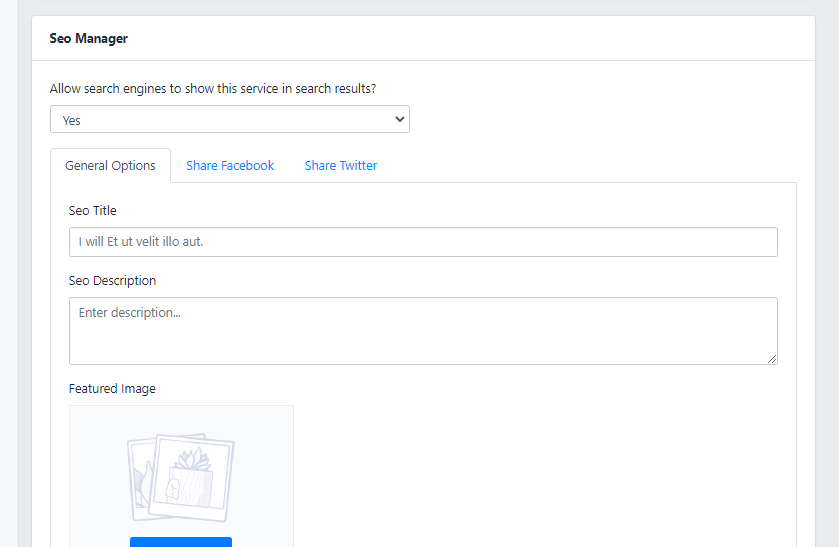 Seo Manager
Allow search engines to show this service in search results?
Yes
General Options
Share Facebook
Share Twitter
Seo Title
I will Et ut velit illo aut.
Seo Description
Enter description...
Featured Image